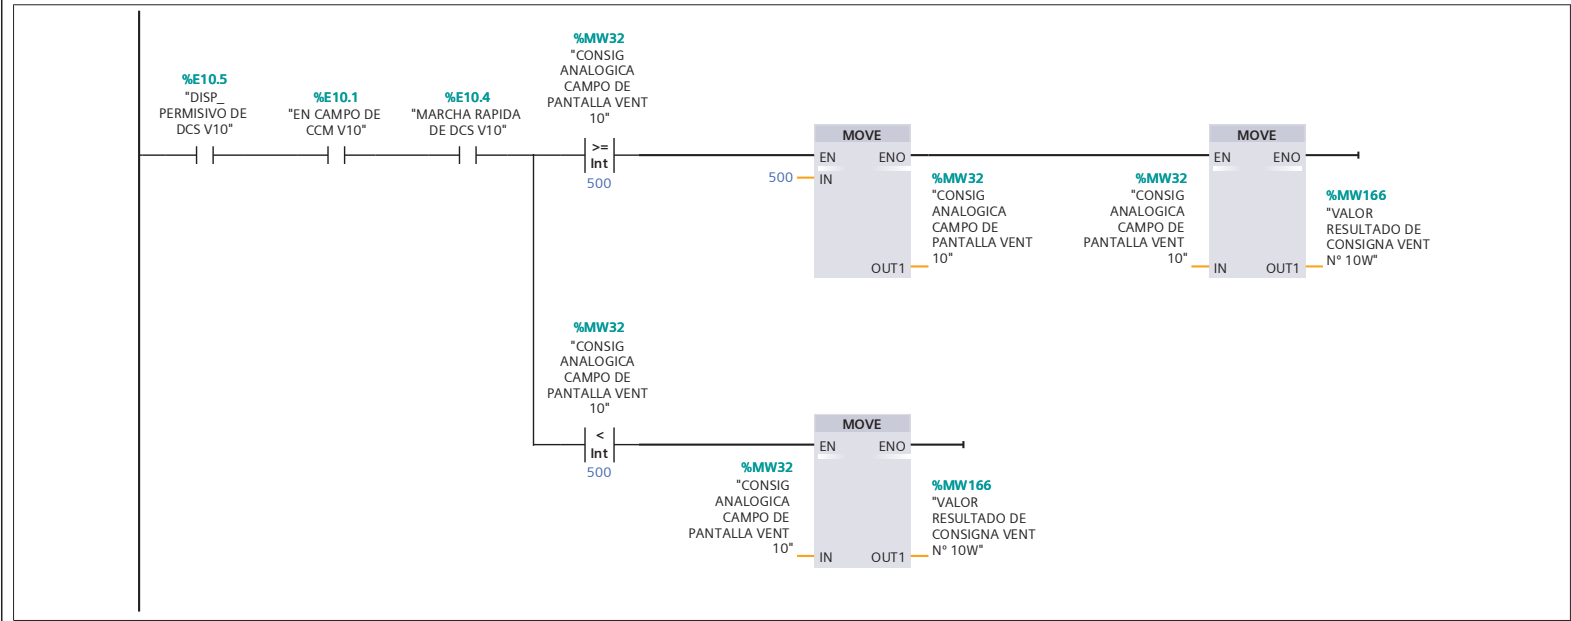 %E10.5
"DISP_
PERMISIVO DE
DCS V10"
%E10.1
"EN CAMPO DE
CCM V10"
%E10.4
"MARCHA RAPIDA
DE DCS V10"
%MW32
"CONSIG
ANALOGICA
CAMPO DE
PANTALLA VENT
10"
>=
Int
500
MOVE
EN
ENO
500
IN
OUT1
%MW32
"CONSIG
ANALOGICA
CAMPO DE
PANTALLA VENT
10"
%MW32
"CONSIG
ANALOGICA
CAMPO DE
PANTALLA VENT
10"
MOVE
EN
ENO
IN
OUT1
%MW166
"VALOR
RESULTADO DE
CONSIGNA VENT
N° 10W"
%MW32
"CONSIG
ANALOGICA
CAMPO DE
PANTALLA VENT
10"
<
Int
500
%MW32
"CONSIG
ANALOGICA
CAMPO DE
PANTALLA VENT
10"
MOVE
EN
ENO
IN
OUT1
%MW166
"VALOR
RESULTADO DE
CONSIGNA VENT
N° 10W"